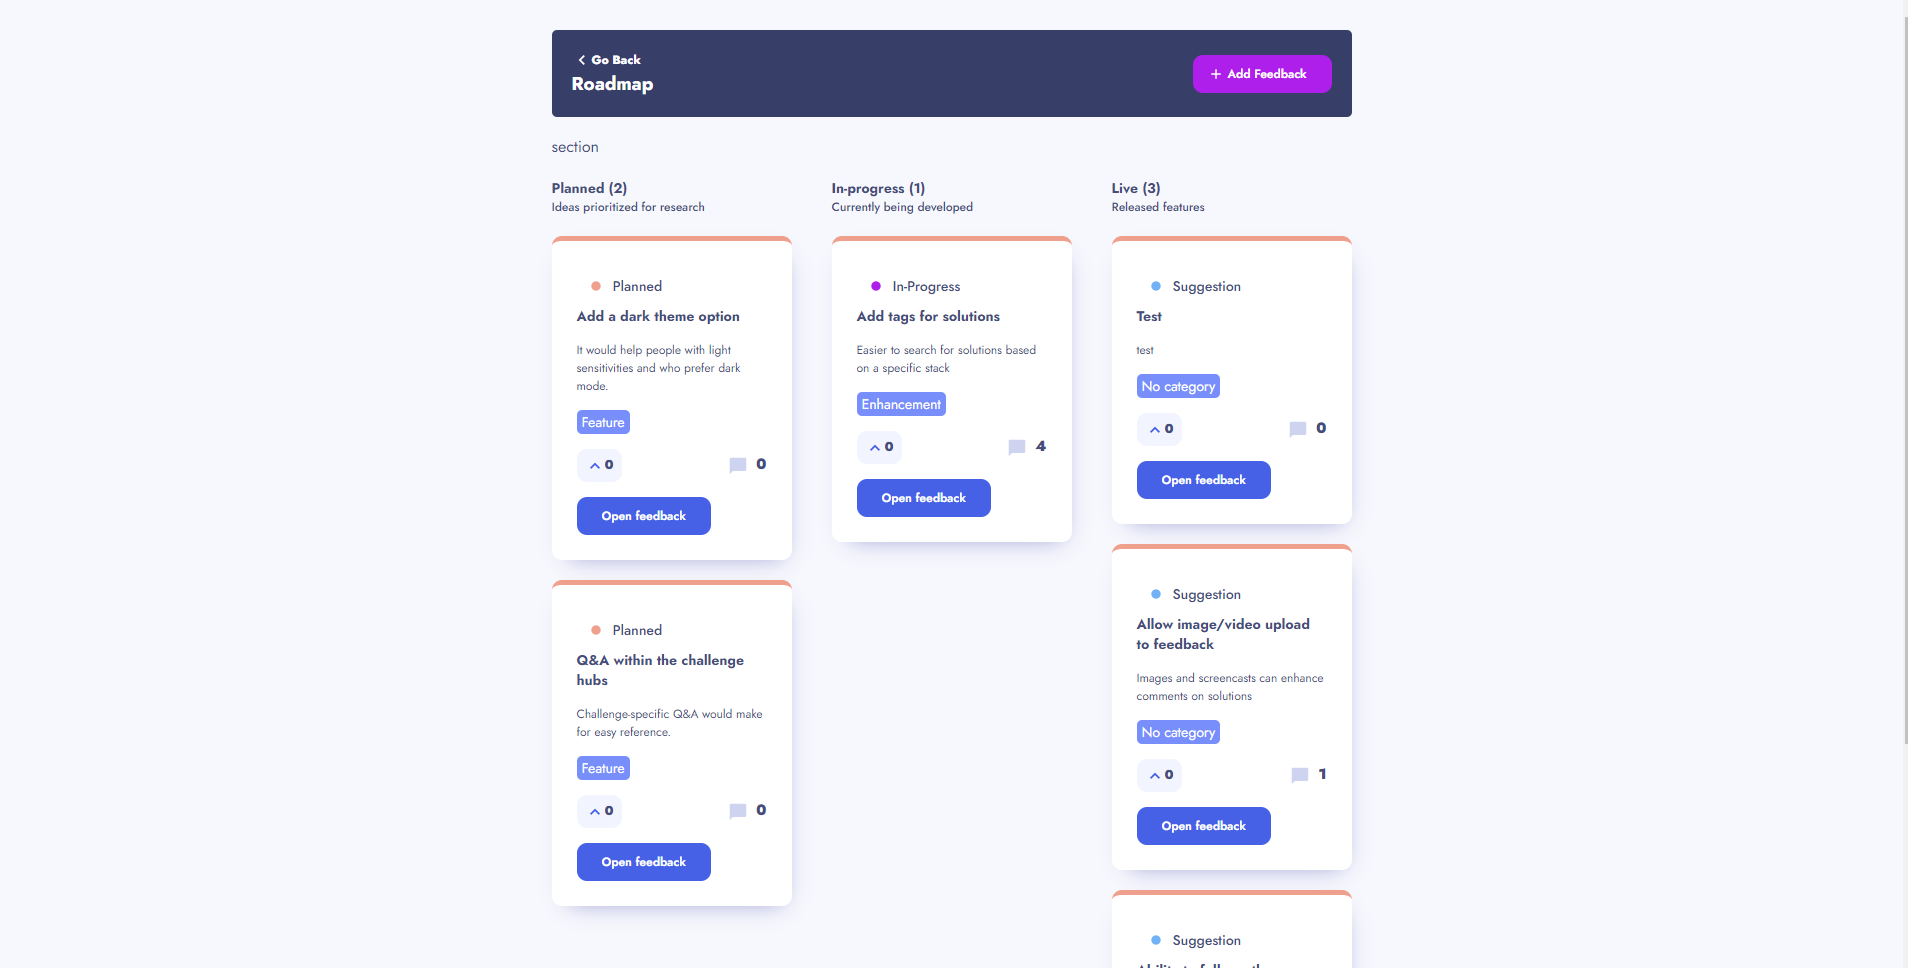 Go Back
Roadmap
+ Add Feedback
section
Planned (2)
Ideas prioritized for research
Planned
Add a dark theme option
It would help people with light
sensitivities and who prefer dark
mode.
Feature
0
0
Open feedback
Planned
Q&A within the challenge
hubs
Challenge-specific Q&A would make
for easy reference.
Feature
0
0
Open feedback
In-progress (1)
Currently being developed
In-Progress
Add tags for solutions
Easier to search for solutions based
on a specific stack
Enhancement
0
4
Open feedback
Live (3)
Released features
Suggestion
Test
test
No category
0
0
Open feedback
Suggestion
Allow image/video upload
to feedback
Images and screencasts can enhance
comments on solutions
No category
0
1
Open feedback
Suggestion